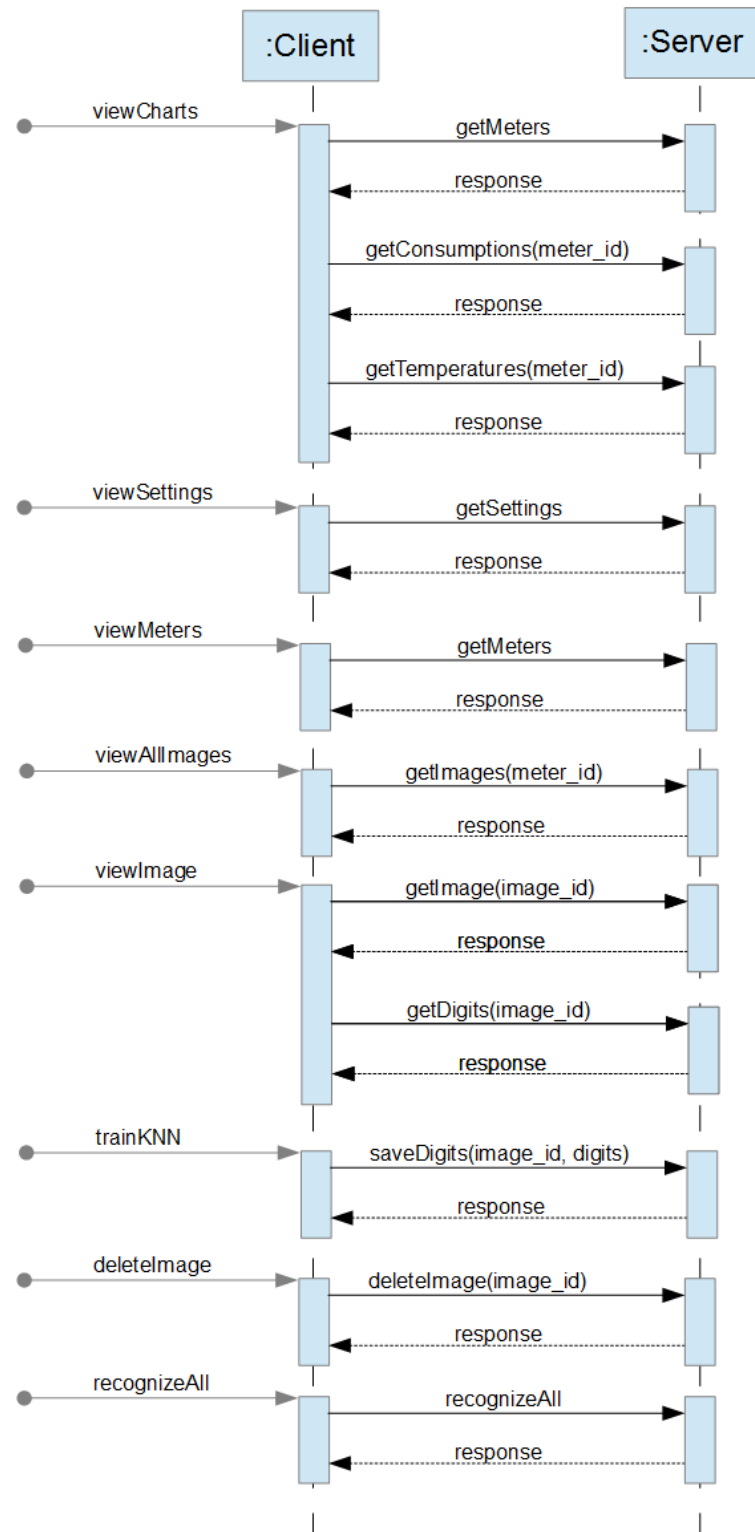 :Client
:Server
viewCharts
getMeters
response
getConsumptions(meter_id)
response
getTemperatures(meter_id)
response
viewSettings
getSettings
response
viewMeters
getMeters
response
viewAllImages
getImages(meter_id)
response
viewImage
getImage(image_id)
response
getDigits(image_id)
response
trainKNN
saveDigits(image_id, digits)
response
deleteImage
deleteImage(image_id)
response
recognizeAll
recognizeAll
response